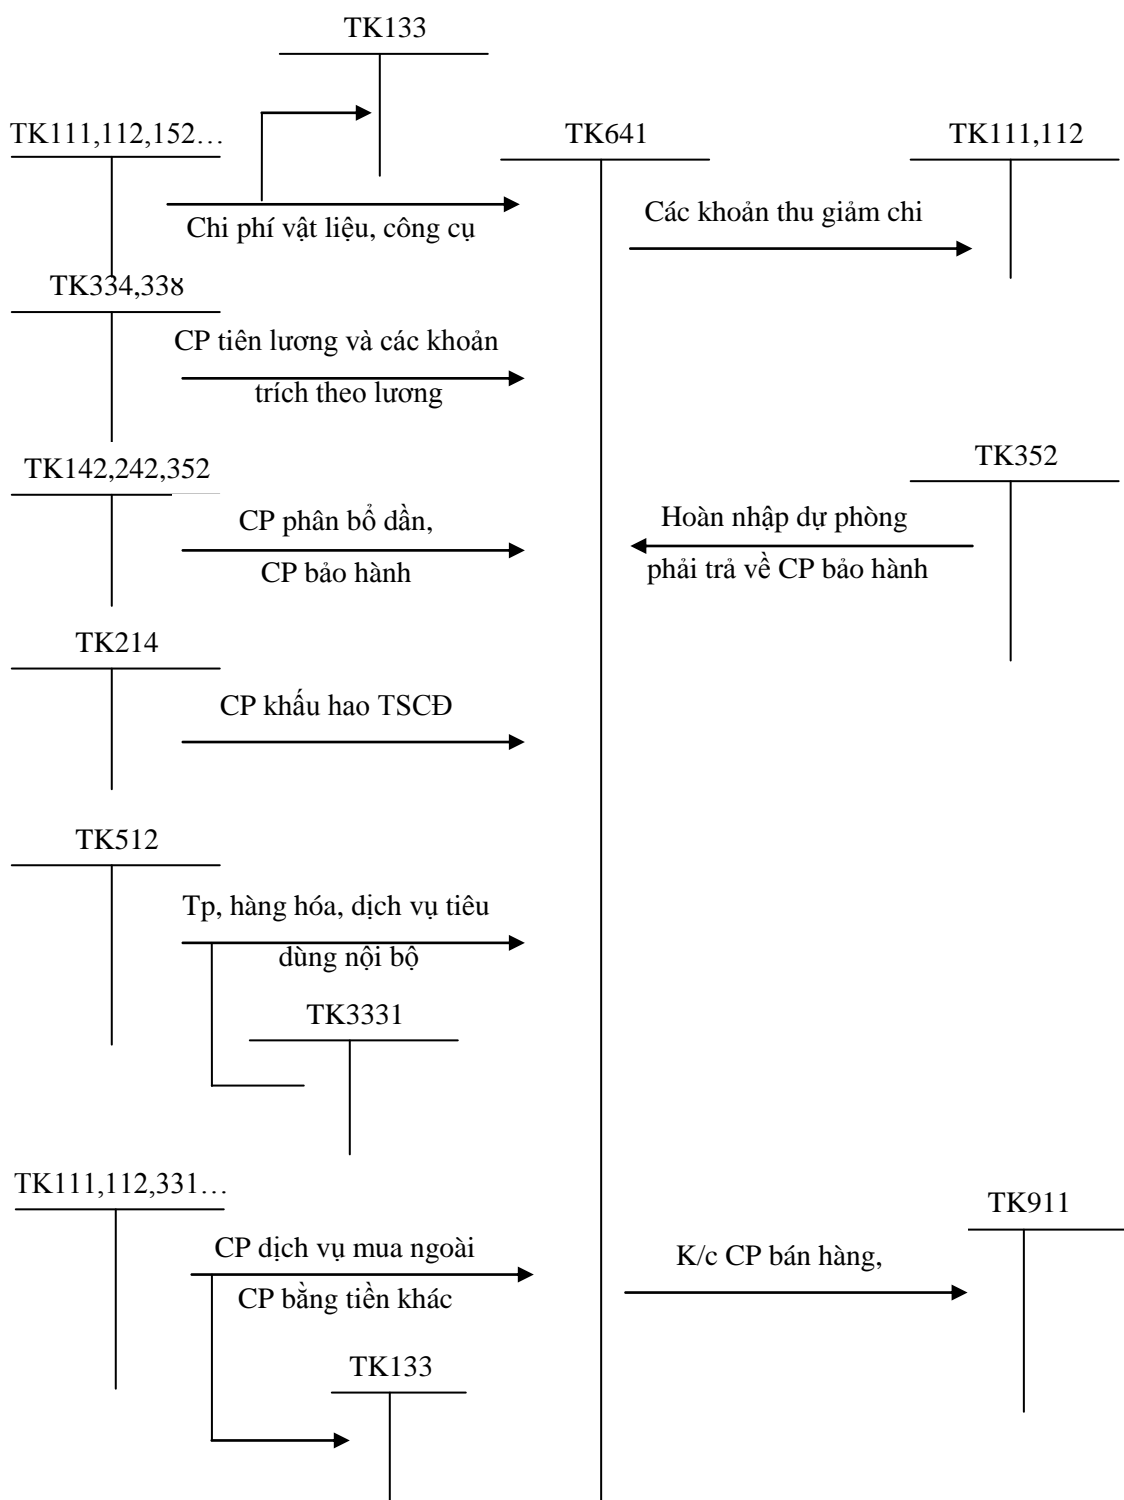 TK133
TK111,112,152…
TK641
TK111,112
Chi phí vật liệu, công cụ
Các khoản thu giảm chi
TK334,338
CP tiên lương và các khoản
trích theo lương
TK142,242,352
TK352
CP phân bổ dần,
CP bảo hành
Hoàn nhập dự phòng
phải trả về CP bảo hành
TK214
CP khấu hao TSCĐ
TK512
Tp, hàng hóa, dịch vụ tiêu
dùng nội bộ
TK3331
TK111,112,331…
TK911
CP dịch vụ mua ngoài
CP bằng tiền khác
K/c CP bán hàng,
TK133